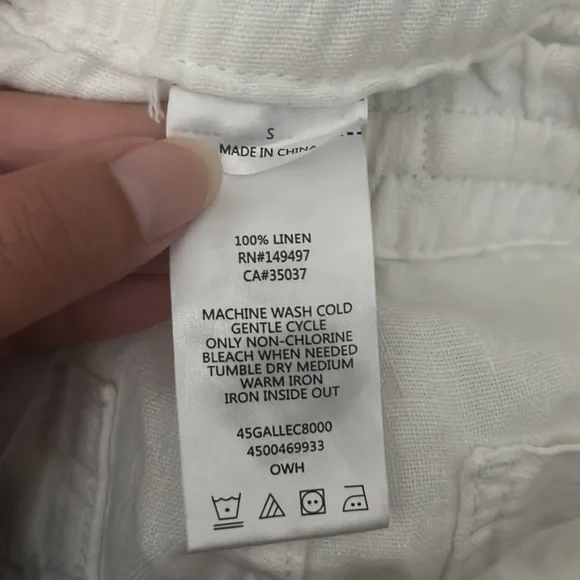 S
MADE IN CHINA
100% LINEN
RN#149497
CA#35037
MACHINE WASH COLD
GENTLE CYCLE
ONLY NON-CHLORINE
BLEACH WHEN NEEDED
TUMBLE DRY MEDIUM
WARM IRON
IRON INSIDE OUT
45GALLEC8000
4500469933
OWH